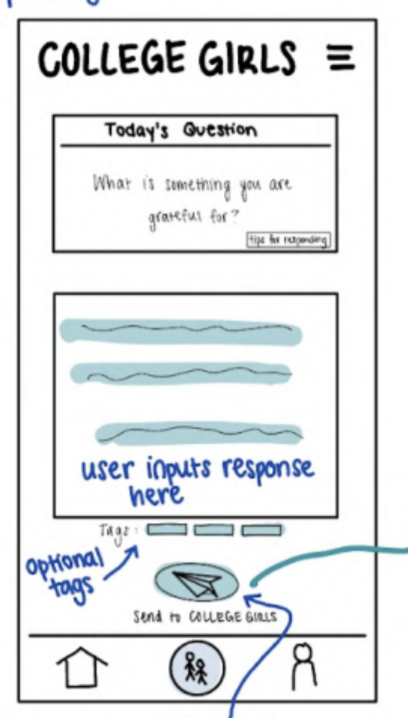 COLLEGE GIRLS
Today's Question
What is something you are
grateful for?
tips for responding
user inputs response
here
Tags:
optional
tags
Send to COLLEGE GIRLS